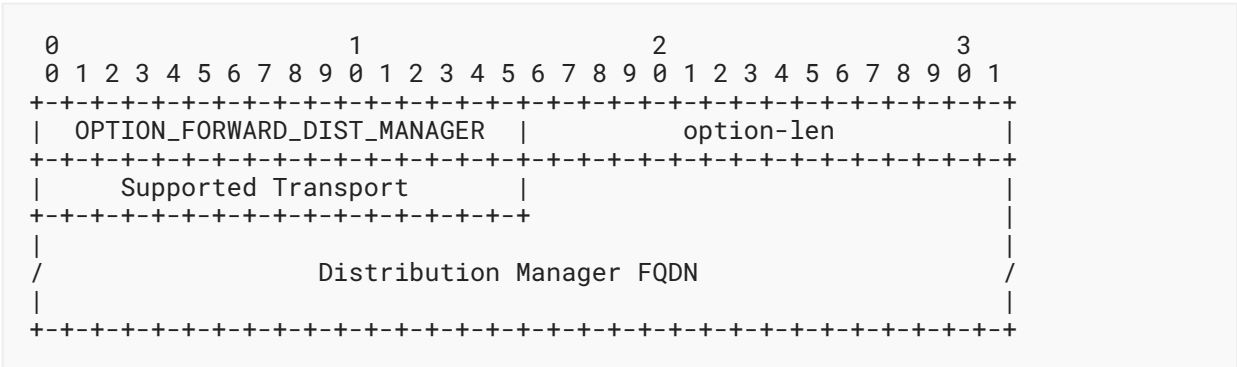 0                   1                   2                   3
 0 1 2 3 4 5 6 7 8 9 0 1 2 3 4 5 6 7 8 9 0 1 2 3 4 5 6 7 8 9 0 1
+-+-+-+-+-+-+-+-+-+-+-+-+-+-+-+-+-+-+-+-+-+-+-+-+-+-+-+-+-+-+-+-+
|  OPTION_FORWARD_DIST_MANAGER  |          option-len           |
+-+-+-+-+-+-+-+-+-+-+-+-+-+-+-+-+-+-+-+-+-+-+-+-+-+-+-+-+-+-+-+-+
|     Supported Transport       |                               |
+-+-+-+-+-+-+-+-+-+-+-+-+-+-+-+-+                               |
|                                                               |
/                  Distribution Manager FQDN                    /
|                                                               |
+-+-+-+-+-+-+-+-+-+-+-+-+-+-+-+-+-+-+-+-+-+-+-+-+-+-+-+-+-+-+-+-+